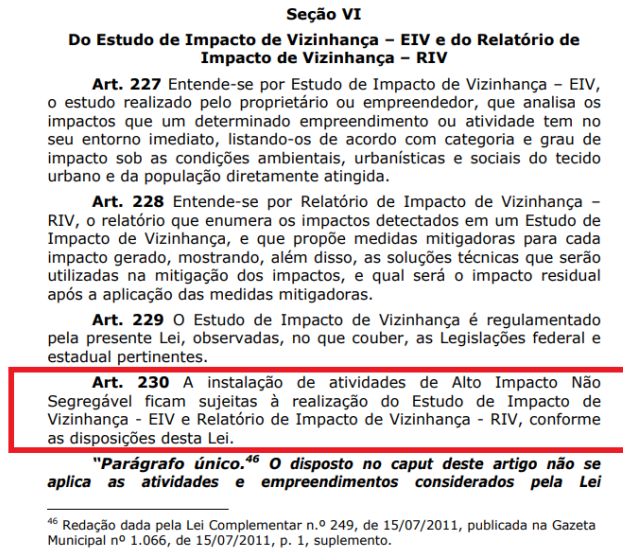 Seção VI
Do Estudo de Impacto de Vizinhança – EIV e do Relatório de
Impacto de Vizinhança – RIV
Art. 227 Entende-se por Estudo de Impacto de Vizinhança – EIV,
o estudo realizado pelo proprietário ou empreendedor, que analisa os
impactos que um determinado empreendimento ou atividade tem no
seu entorno imediato, listando-os de acordo com categoria e grau de
impacto sob as condições ambientais, urbanísticas e sociais do tecido
urbano e da população diretamente atingida.
Art. 228 Entende-se por Relatório de Impacto de Vizinhança –
RIV, o relatório que enumera os impactos detectados em um Estudo de
Impacto de Vizinhança, e que propõe medidas mitigadoras para cada
impacto gerado, mostrando, além disso, as soluções técnicas que serão
utilizadas na mitigação dos impactos, e qual será o impacto residual
após a aplicação das medidas mitigadoras.
Art. 229 O Estudo de Impacto de Vizinhança é regulamentado
pela presente Lei, observadas, no que couber, as Legislações federal e
estadual pertinentes.
Art. 230 A instalação de atividades de Alto Impacto Não
Segregável ficam sujeitas à realização do Estudo de Impacto de
Vizinhança - EIV e Relatório de Impacto de Vizinhança - RIV, conforme
as disposições desta Lei.
"Parágrafo único.46 O disposto no caput deste artigo não se
aplica as atividades e empreendimentos considerados pela Lei
46 Redação dada pela Lei Complementar n.º 249, de 15/07/2011, publicada na Gazeta
Municipal nº 1.066, de 15/07/2011, p. 1, suplemento.